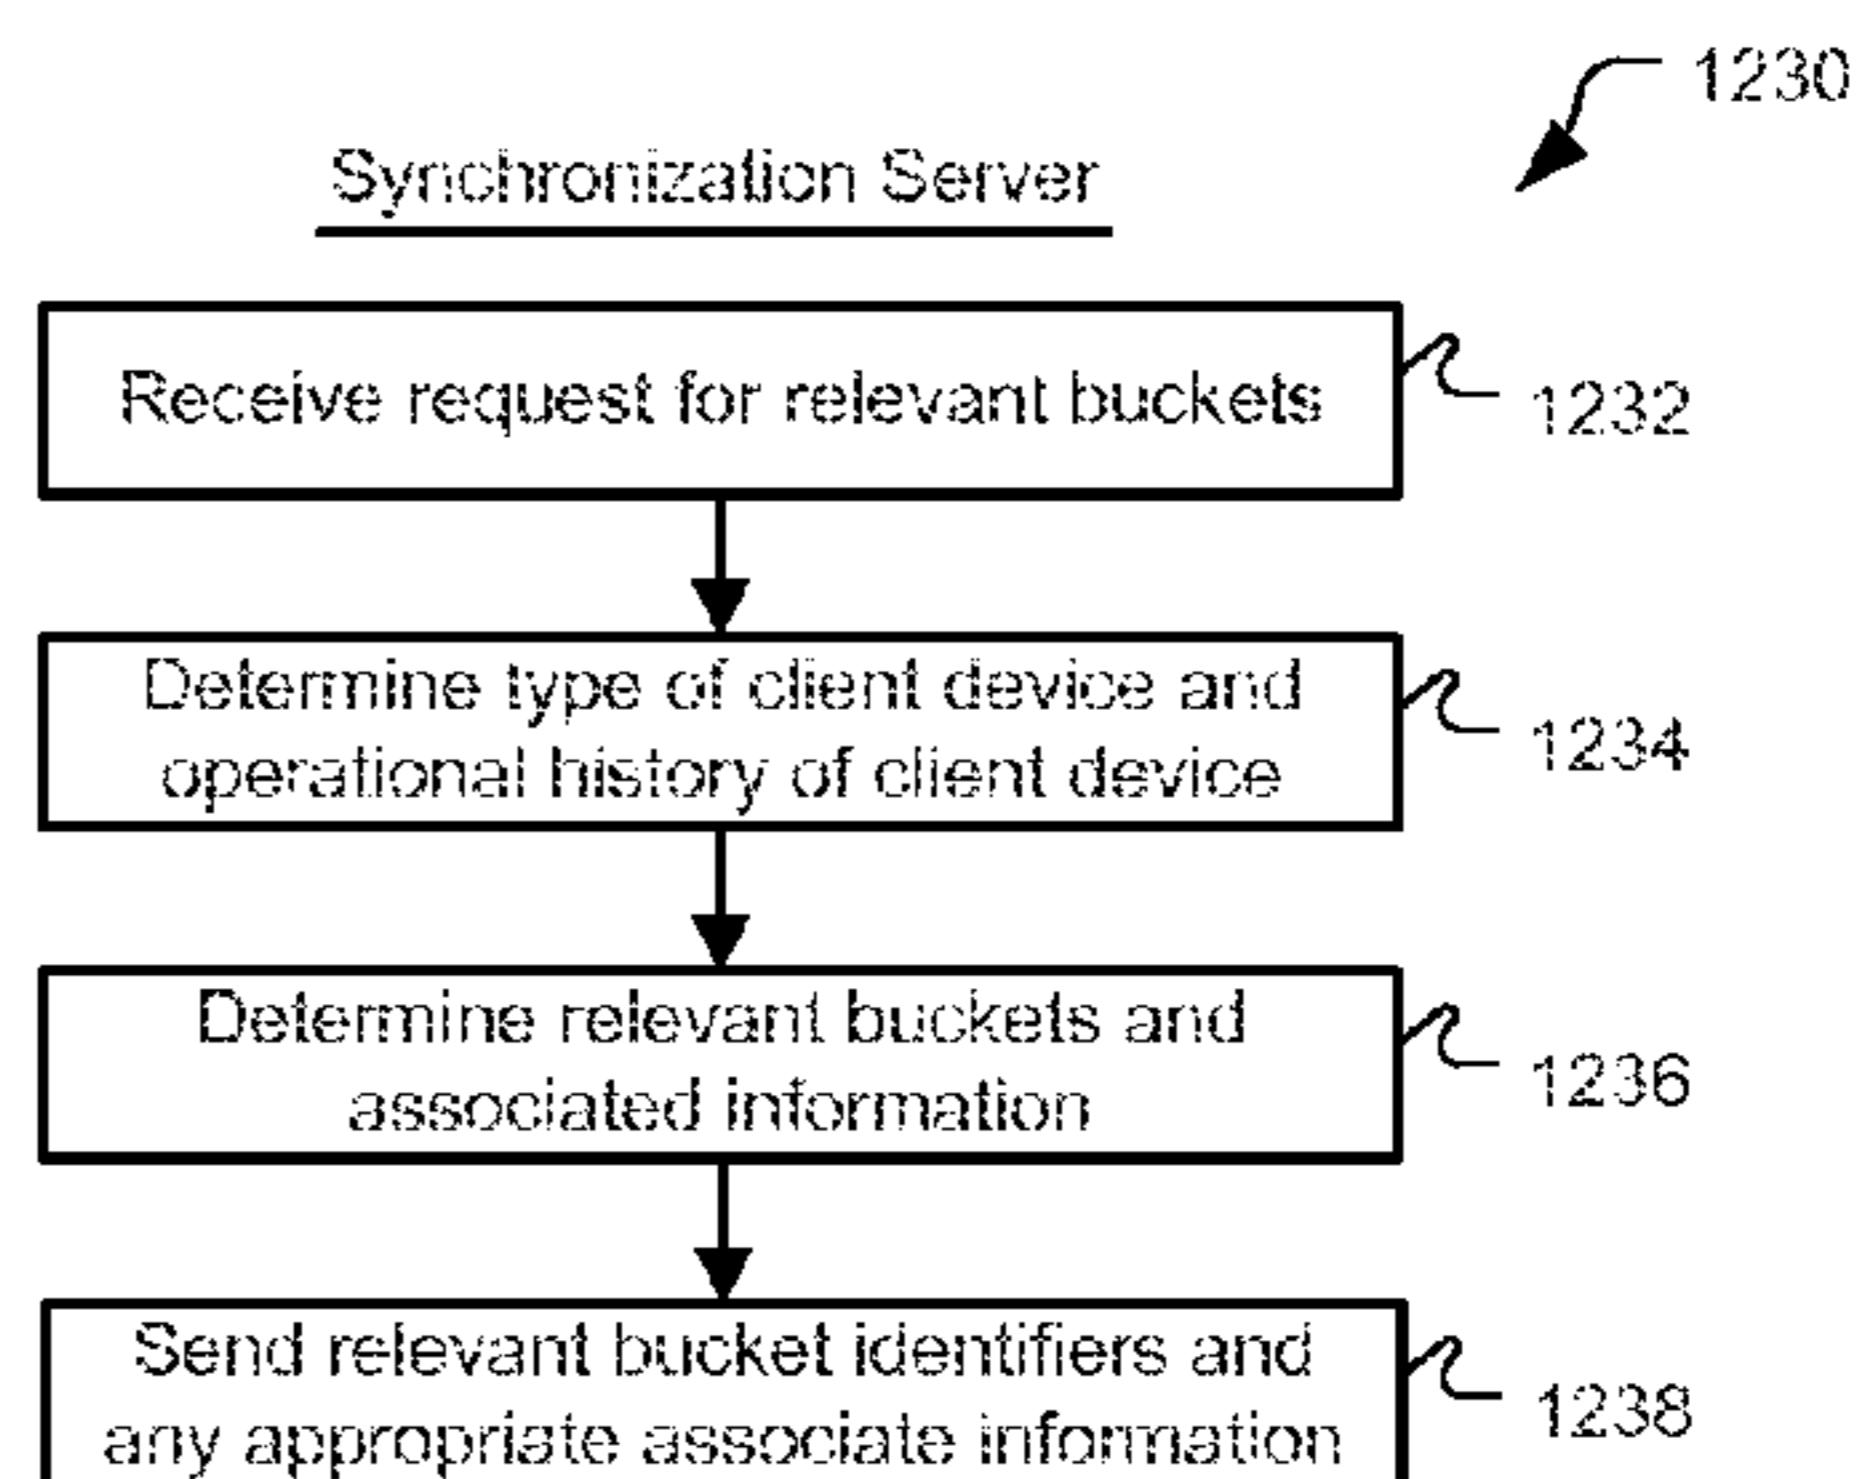 1230
Synchronization Server
Receive request for relevant buckets
1232
Determine type of client device and
operational history of client device
1234
Determine relevant buckets and
associated information
1236
Send relevant bucket identifiers and
any appropriate associate information
1238